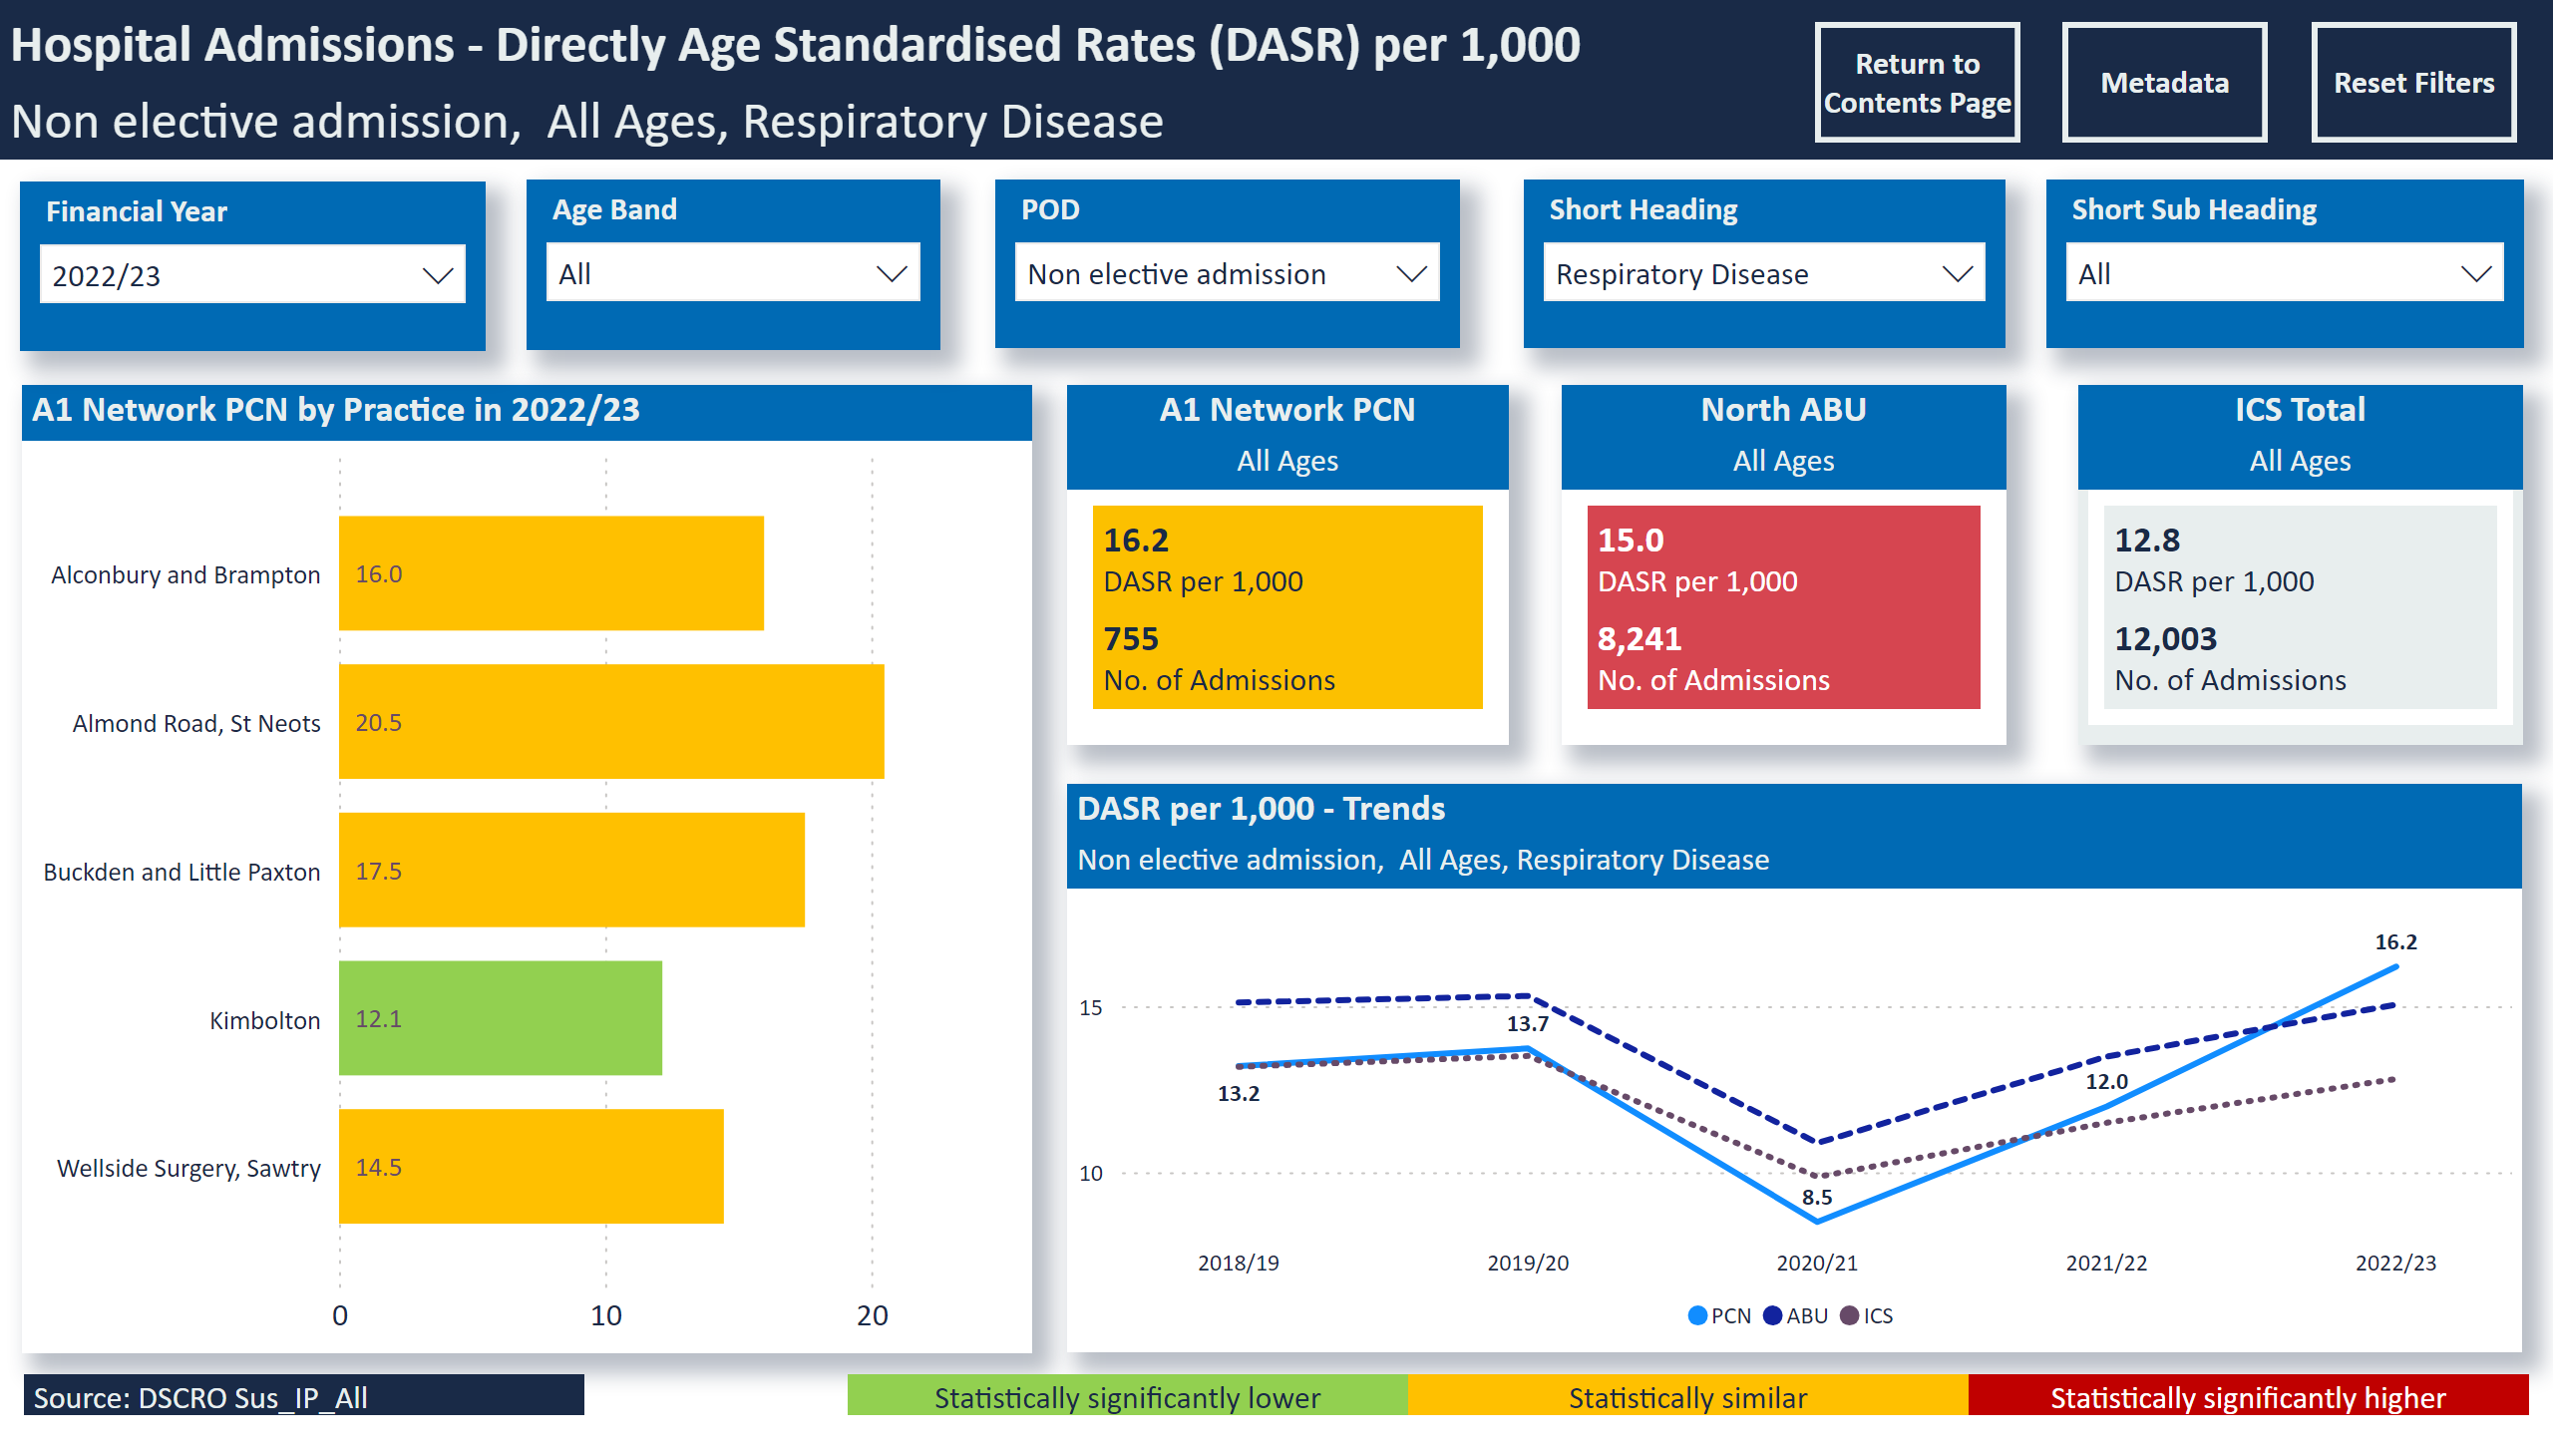 Hospital Admissions - Directly Age Standardised Rates (DASR) per 1,000
Non elective admission,  All Ages, Respiratory Disease
Return to
Contents Page
Metadata
Reset Filters
Financial Year
2022/23
Age Band
All
POD
Non elective admission
Short Heading
Respiratory Disease
Short Sub Heading
All
A1 Network PCN by Practice in 2022/23
Alconbury and Brampton
16.0
Almond Road, St Neots
20.5
Buckden and Little Paxton
17.5
Kimbolton
12.1
Wellside Surgery, Sawtry
14.5
0
10
20
A1 Network PCN
All Ages
16.2
DASR per 1,000
755
No. of Admissions
North ABU
All Ages
15.0
DASR per 1,000
8,241
No. of Admissions
ICS Total
All Ages
12.8
DASR per 1,000
12,003
No. of Admissions
DASR per 1,000 - Trends
Non elective admission,  All Ages, Respiratory Disease
15
10
13.2
13.7
8.5
12.0
16.2
2018/19
2019/20
2020/21
2021/22
2022/23
PCN
ABU
ICS
Source: DSCRO Sus_IP_All
Statistically significantly lower
Statistically similar
Statistically significantly higher